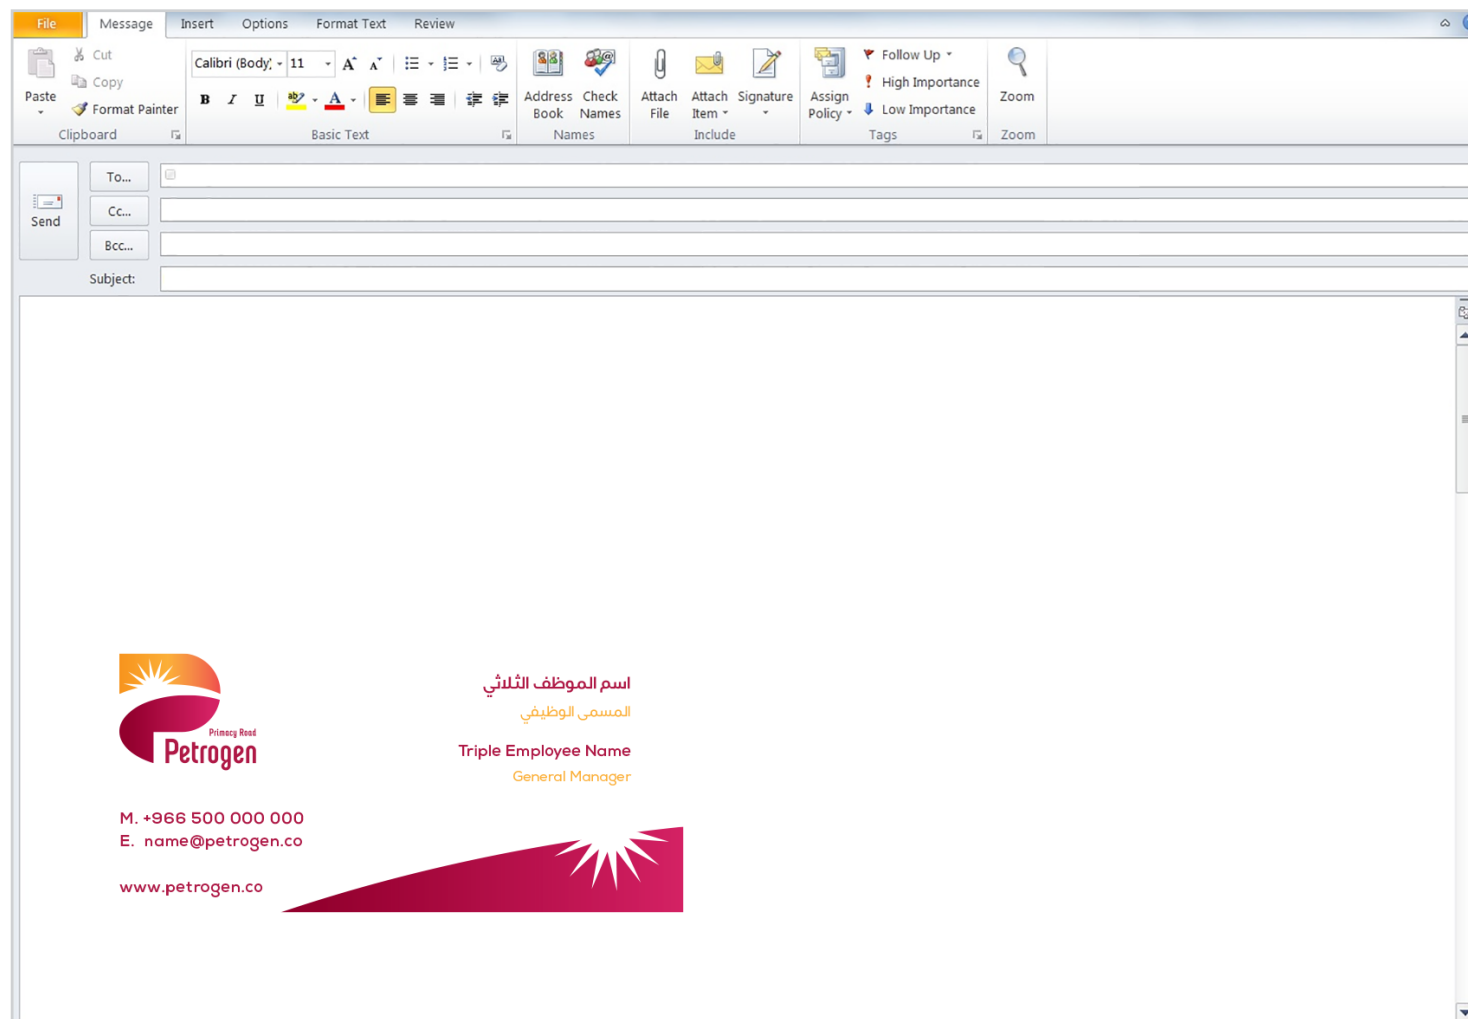 File Message Insert Options Format Text Review
Paste
Cut
Copy
Format Painter
Clipboard
Calibri (Body) 11
B I U
Basic Text
Address Book
Check Names
Names
Attach File
Attach Item
Signature
Include
Assign Policy
Follow Up
High Importance
Low Importance
Tags
Zoom
Zoom
Send
To...
Cc...
Bcc...
Subject:
Primacy Road
Petrogen
اسم الموظف الثلاثي
المسمى الوظيفي
Triple Employee Name
General Manager
M. +966 500 000 000
E. name@petrogen.co
www.petrogen.co